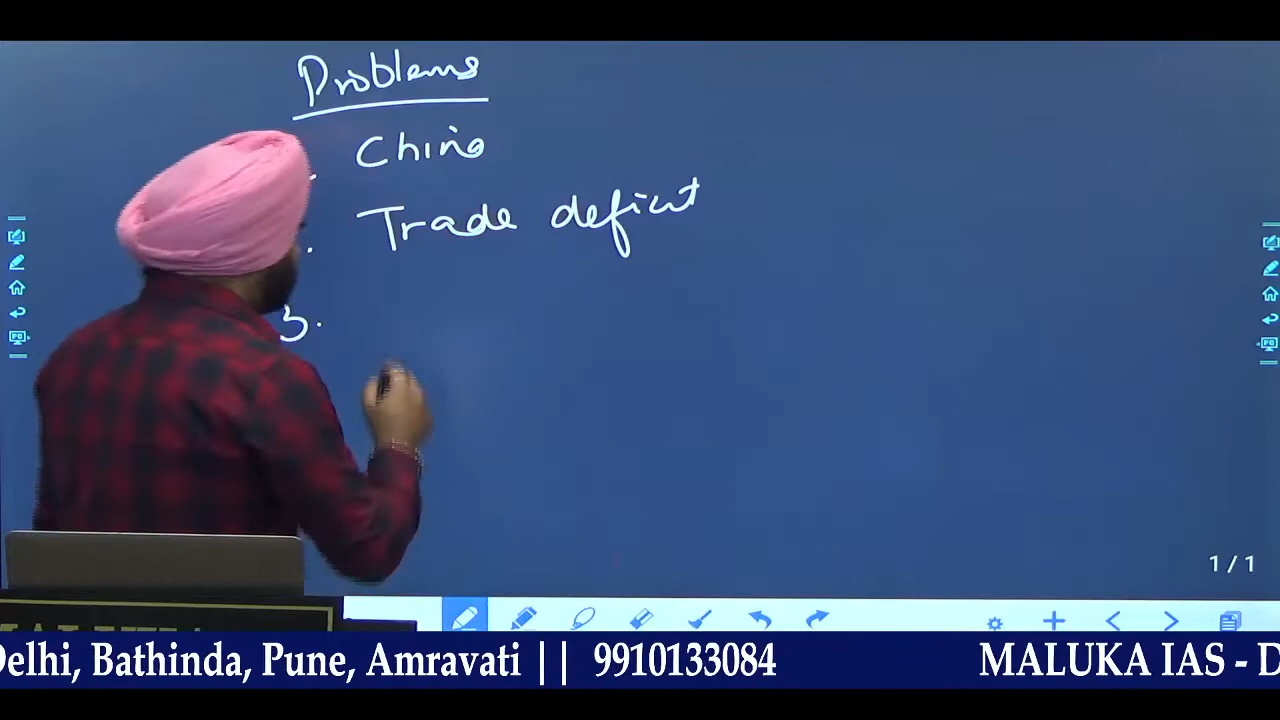 Problems
. China
. Trade deficit
3.
1 / 1
Delhi, Bathinda, Pune, Amravati || 9910133084 MALUKA IAS - D